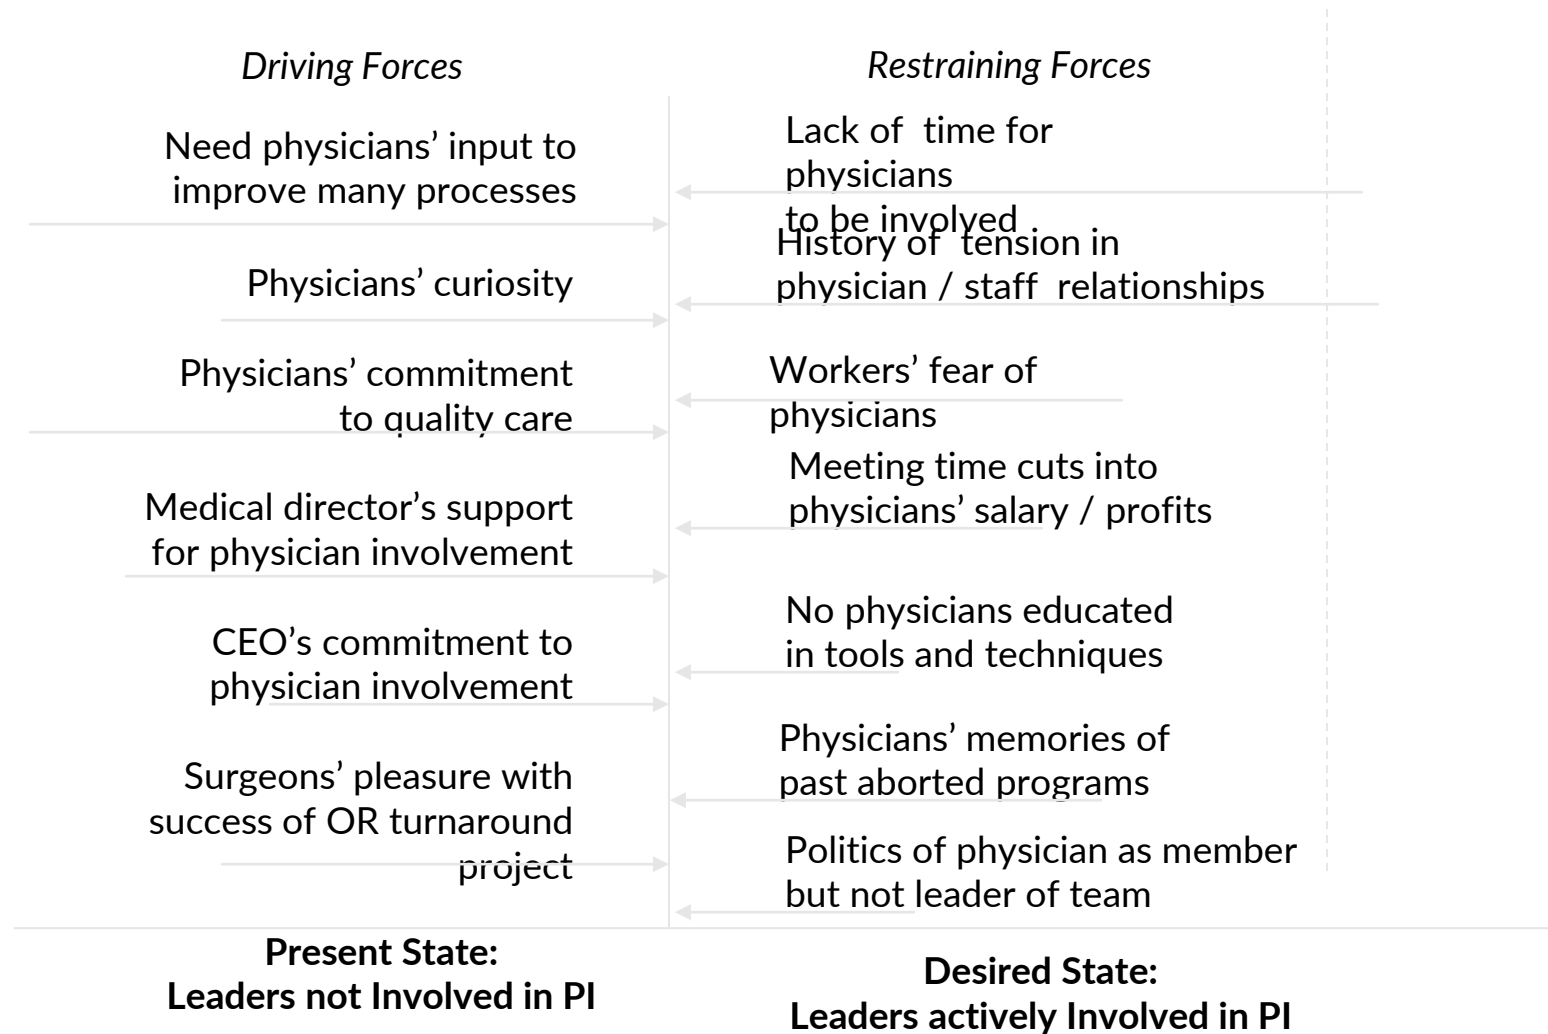 Driving Forces
Need physicians’ input to
improve many processes
Physicians’ curiosity
Physicians’ commitment
to quality care
Medical director’s support
for physician involvement
CEO’s commitment to
physician involvement
Surgeons’ pleasure with
success of OR turnaround
project
Present State:
Leaders not Involved in PI
Restraining Forces
Lack of  time for
physicians
to be involved
History of  tension in
physician / staff  relationships
Workers’ fear of
physicians
Meeting time cuts into
physicians’ salary / profits
No physicians educated
in tools and techniques
Physicians’ memories of
past aborted programs
Politics of physician as member
but not leader of team
Desired State:
Leaders actively Involved in PI